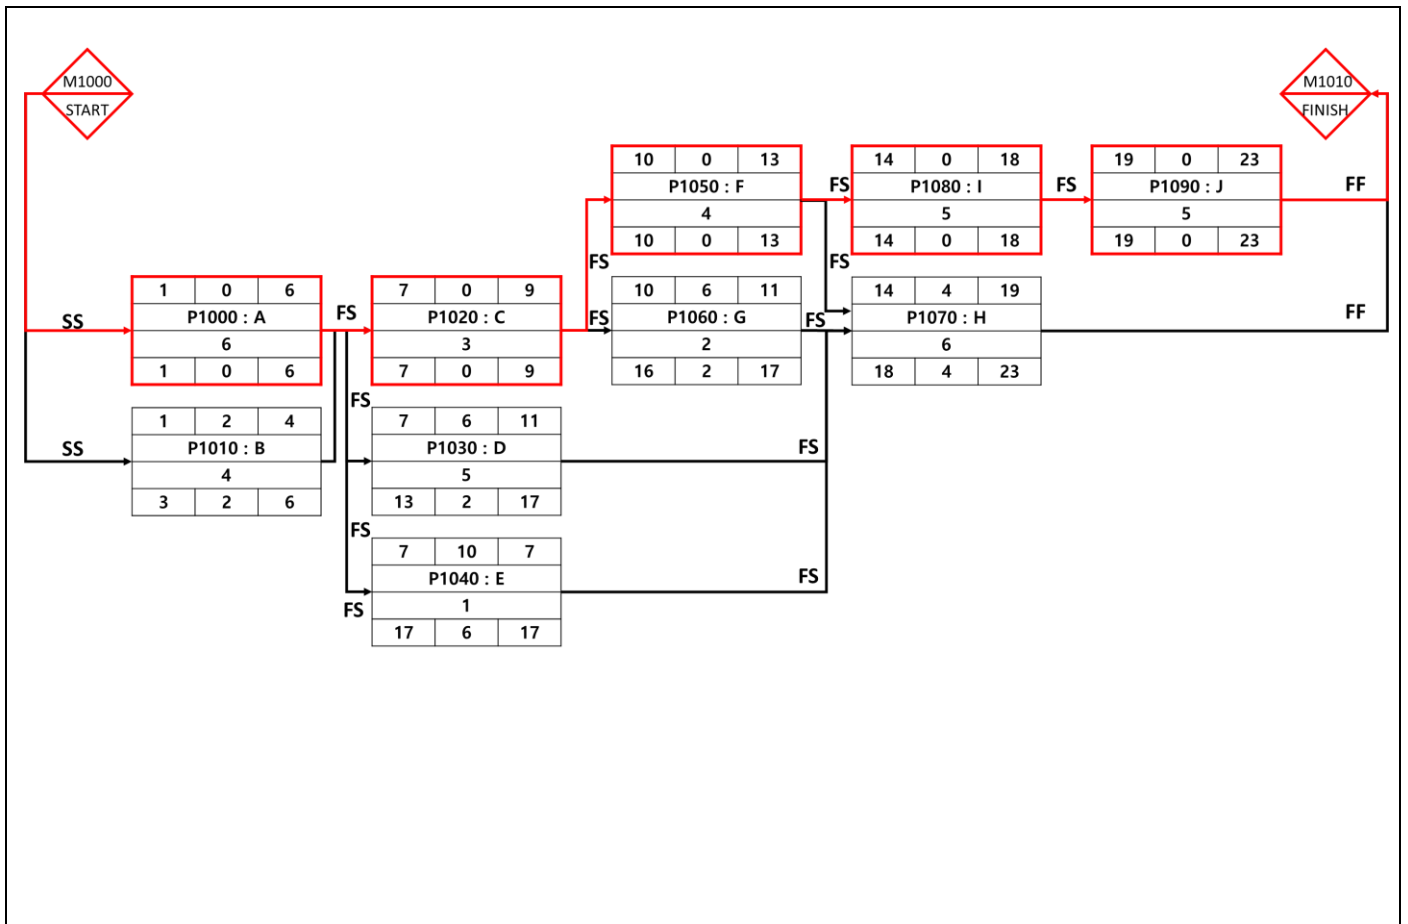 M1000
START
M1010
FINISH
10 0 13
P1050 : F
4
10 0 13
FS
14 0 18
P1080 : I
5
14 0 18
FS
19 0 23
P1090 : J
5
19 0 23
FF
SS
1 0 6
P1000 : A
6
1 0 6
FS
7 0 9
P1020 : C
3
7 0 9
FS
FS
10 6 11
P1060 : G
2
16 2 17
FS
FS
14 4 19
P1070 : H
6
18 4 23
FF
SS
1 2 4
P1010 : B
4
3 2 6
FS
7 6 11
P1030 : D
5
13 2 17
FS
FS
7 10 7
P1040 : E
1
17 6 17
FS
FS